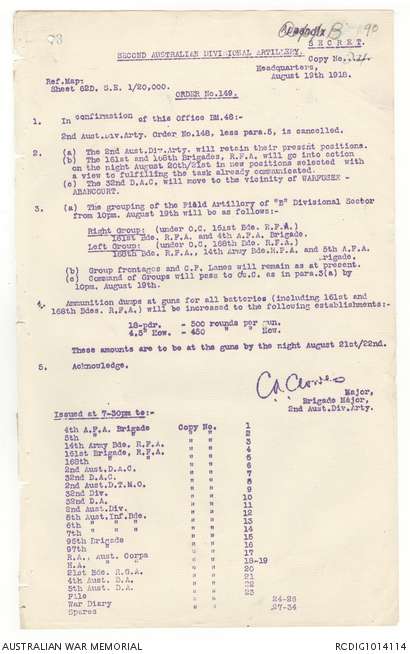 93
Appendix B 90
SECRET.
SECOND AUSTRALIAN DIVISIONAL ARTILLERY.
Copy No.
Headquarters,
August 19th 1918.
Ref.Map:
Sheet 62D. S.E. 1/20,000.
ORDER No.149.
1. In confirmation of this Office BM.48:-
2nd Aust.Div.Arty. Order No.148, less para.5, is cancelled.
2. (a) The 2nd Aust.Div.Arty. will retain their present positions.
(b) The 161st and 168th Brigades, R.F.A. will go into action
on the night August 20th/21st in new positions selected with
a view to fulfilling the task already communicated.
(c) The 32nd D.A.C. will move to the vicinity of WARFUSEE-
ABANCOURT.
3. (a) The grouping of the Field Artillery of "B" Divisional Sector
from 10pm. August 19th will be as follows:-
Right Group: (under O.C. 161st Bde. R.F.A.)
161st Bde. R.F.A. and 4th A.F.A. Brigade.
Left Group: (under O.C. 168th Bde. R.F.A.)
168th Bde. R.F.A., 14th Army Bde.R.F.A. and 5th A.F.A.
Brigade.
(b) Group frontages and C.F. Lanes will remain as at present.
(c) Command of Groups will pass to O.C. as in para.3(a) by
10pm. August 19th.
4. Ammunition dumps at guns for all batteries (including 161st and
168th Bdes. R.F.A.) will be increased to the following establishments:-
18-pdr. - 500 rounds per gun.
4.5" How. - 450 " " How.
These amounts are to be at the guns by the night August 21st/22nd.
5. Acknowledge.
Major,
Brigade Major,
2nd Aust.Div.Arty.
Issued at 7-30pm to:-
4th A.F.A. Brigade Copy No. 1
5th " " " " 2
14th Army Bde. R.F.A. " " 3
161st Brigade, R.F.A. " " 4
168th " " " " 5
2nd Aust.D.A.C. " " 6
32nd D.A.C. " " 7
2nd Aust.D.T.M.O. " " 8
32nd Div. " " 9
32nd D.A. " " 10
2nd Aust.Div. " " 11
5th Aust.Inf.Bde. " " 12
6th " " " " " 13
7th " " " " " 14
95th Brigade " " 15
97th " " " 16
R.A., Aust. Corps " " 17
H.A. " " " " 18-19
21st Bde. R.G.A. " " 20
4th Aust. D.A. " " 21
5th Aust. D.A. " " 22
File " " 23
War Diary 24-26
Spares 27-34
AUSTRALIAN WAR MEMORIAL
RCDIG1014114